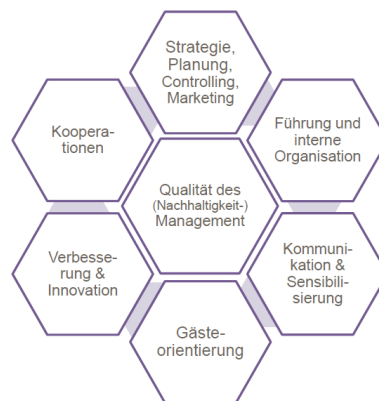 Strategie,
Planung,
Controlling,
Marketing
Koopera-
tionen
Führung und
interne
Organisation
Qualität des
(Nachhaltigkeit-)
Management
Verbesse-
rung &
Innovation
Kommuni-
kation &
Sensibili-
sierung
Gäste-
orientierung